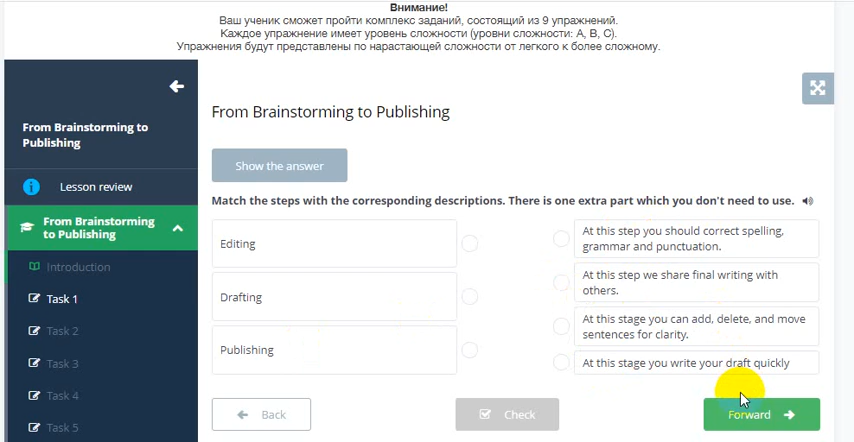 Внимание!
Ваш ученик сможет пройти комплекс заданий, состоящий из 9 упражнений.
Каждое упражнение имеет уровень сложности (уровни сложности: А, В, С).
Упражнения будут представлены по нарастающей сложности от легкого к более сложному.
From Brainstorming to
Publishing
Lesson review
From Brainstorming
to Publishing
Introduction
Task 1
Task 2
Task 3
Task 4
Task 5
From Brainstorming to Publishing
Show the answer
Match the steps with the corresponding descriptions. There is one extra part which you don't need to use.
Editing
Drafting
Publishing
At this step you should correct spelling,
grammar and punctuation.
At this step we share final writing with
others.
At this stage you can add, delete, and move
sentences for clarity.
At this stage you write your draft quickly
Back
Check
Forward